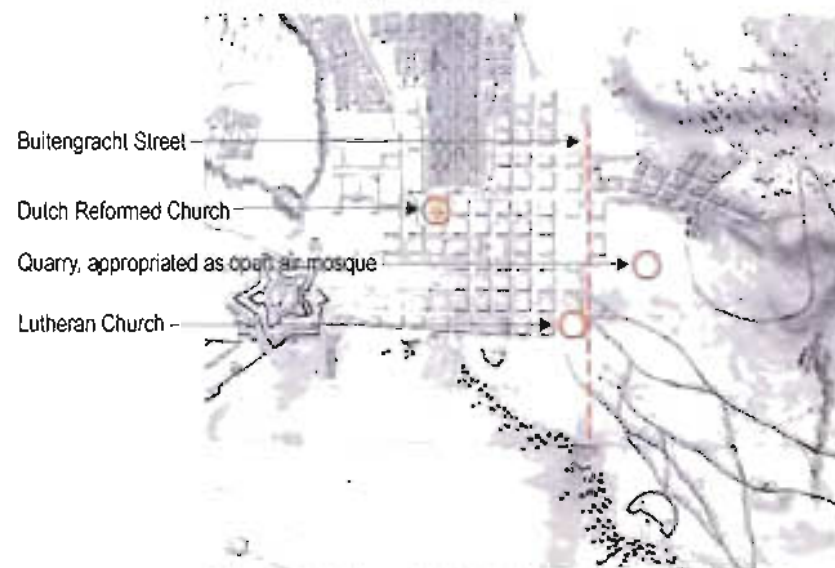 Buitengracht Street
Dutch Reformed Church
Quarry, appropriated as open air mosque
Lutheran Church